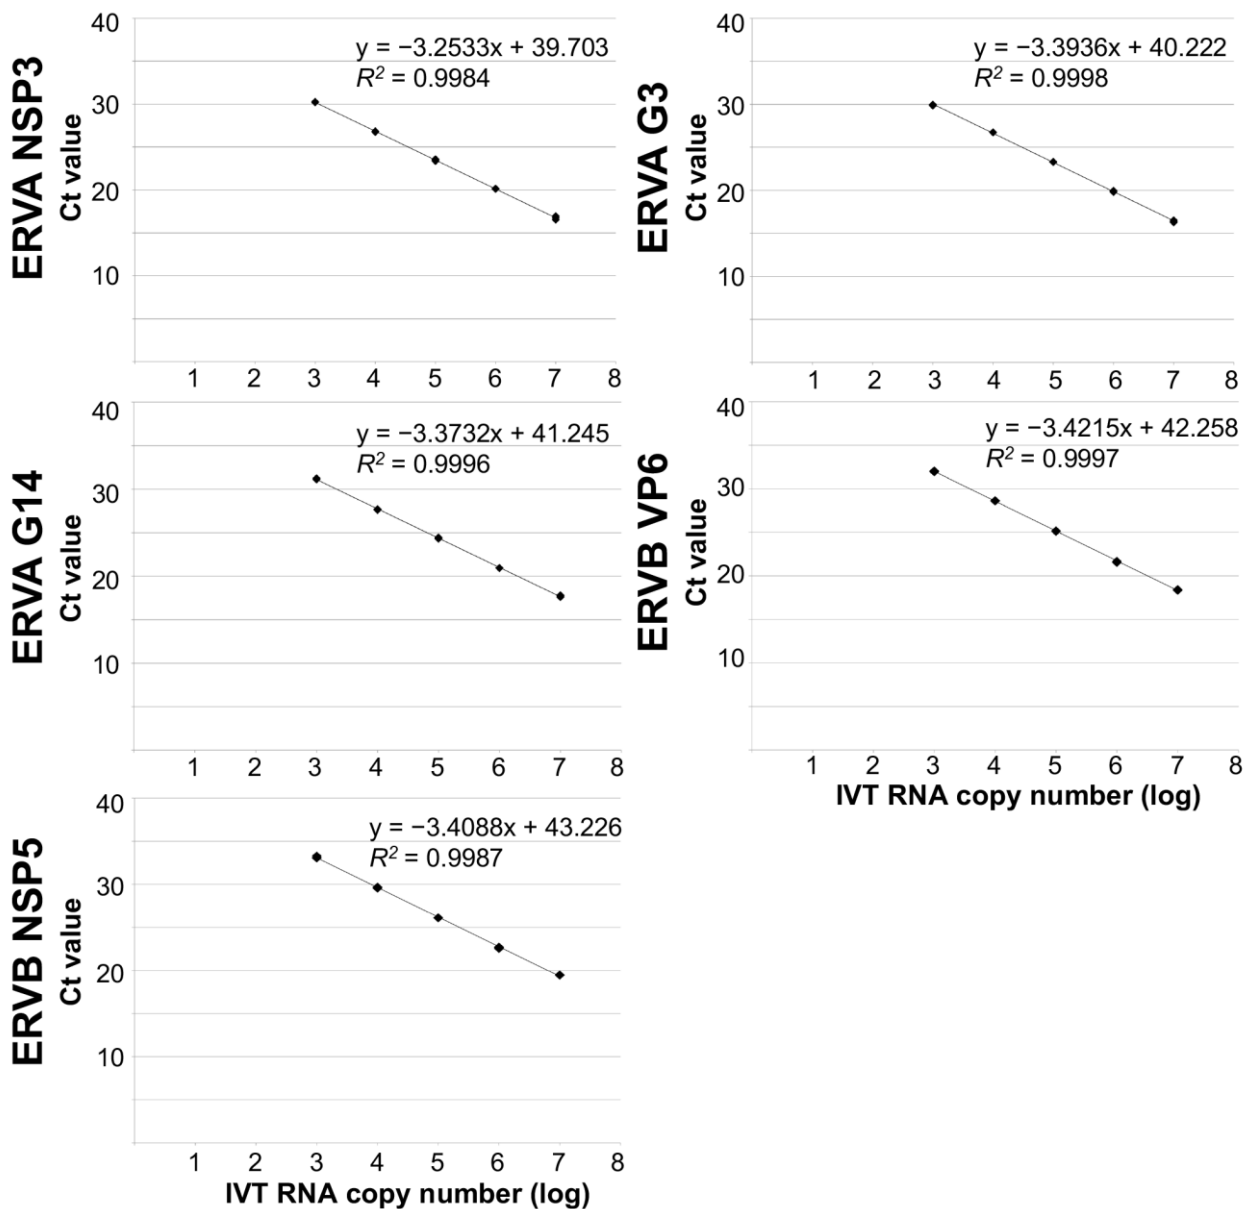 ERVA NSP3
Ct value
40
30
20
10
y = −3.2533x + 39.703
R² = 0.9984
1 2 3 4 5 6 7 8
ERVA G3
Ct value
40
30
20
10
y = −3.3936x + 40.222
R² = 0.9998
1 2 3 4 5 6 7 8
ERVA G14
Ct value
40
30
20
10
y = −3.3732x + 41.245
R² = 0.9996
1 2 3 4 5 6 7 8
ERVB VP6
Ct value
40
30
20
10
y = −3.4215x + 42.258
R² = 0.9997
1 2 3 4 5 6 7 8
IVT RNA copy number (log)
ERVB NSP5
Ct value
40
30
20
10
y = −3.4088x + 43.226
R² = 0.9987
1 2 3 4 5 6 7 8
IVT RNA copy number (log)